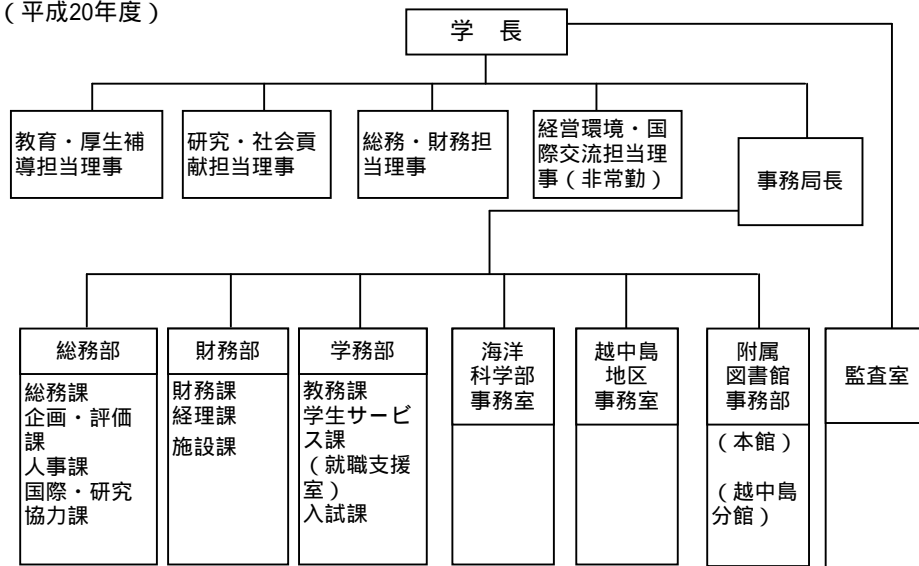 （平成20年度）
学　長
教育・厚生補
導担当理事
研究・社会貢
献担当理事
総務・財務担
当理事
経営環境・国
際交流担当理
事（非常勤）
事務局長
総務部
総務課
企画・評価
課
人事課
国際・研究
協力課
財務部
財務課
経理課
施設課
学務部
教務課
学生サービ
ス課
（就職支援
室）
入試課
海洋
科学部
事務室
越中島
地区
事務室
附属
図書館
事務部
（本館）
（越中島
分館）
監査室